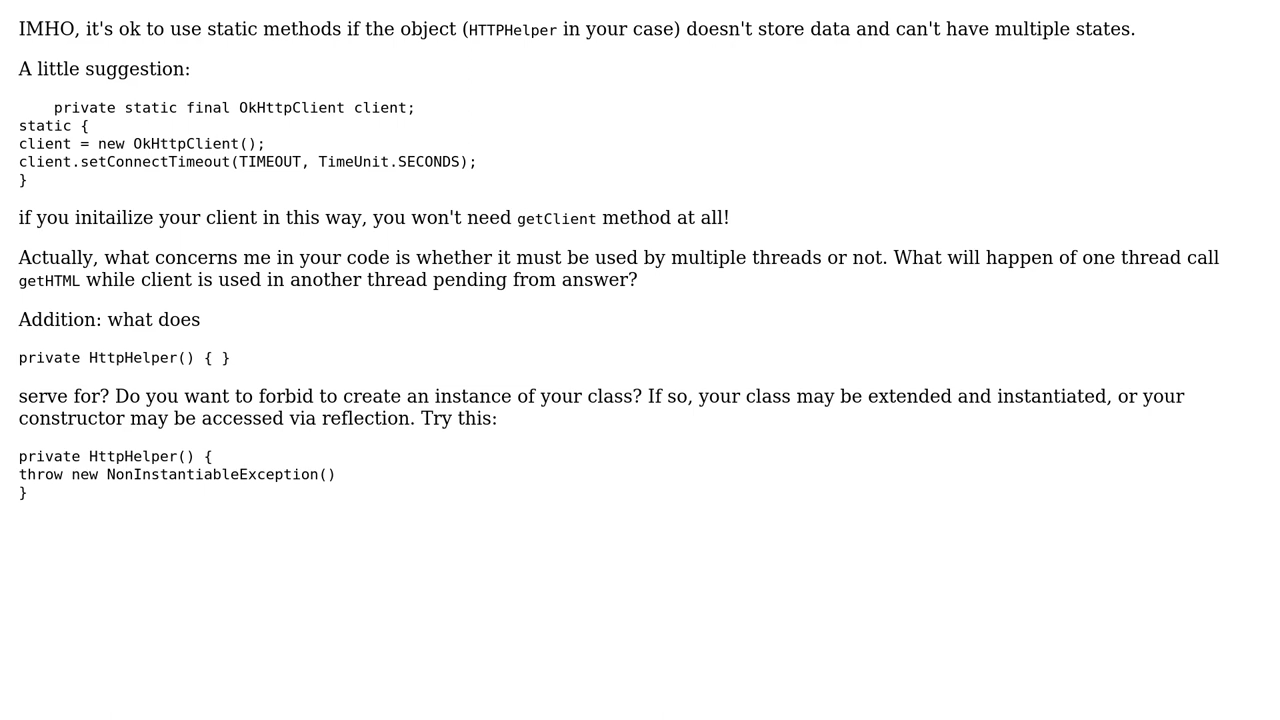 IMHO, it's ok to use static methods if the object (HTTPHelper in your case) doesn't store data and can't have multiple states.
A little suggestion:
private static final OkHttpClient client;
static {
client = new OkHttpClient();
client.setConnectTimeout(TIMEOUT, TimeUnit.SECONDS);
}
if you initailize your client in this way, you won't need getClient method at all!
Actually, what concerns me in your code is whether it must be used by multiple threads or not. What will happen of one thread call
getHTML while client is used in another thread pending from answer?
Addition: what does
private HttpHelper() { }
serve for? Do you want to forbid to create an instance of your class? If so, your class may be extended and instantiated, or your
constructor may be accessed via reflection. Try this:
private HttpHelper() {
throw new NonInstantiableException()
}